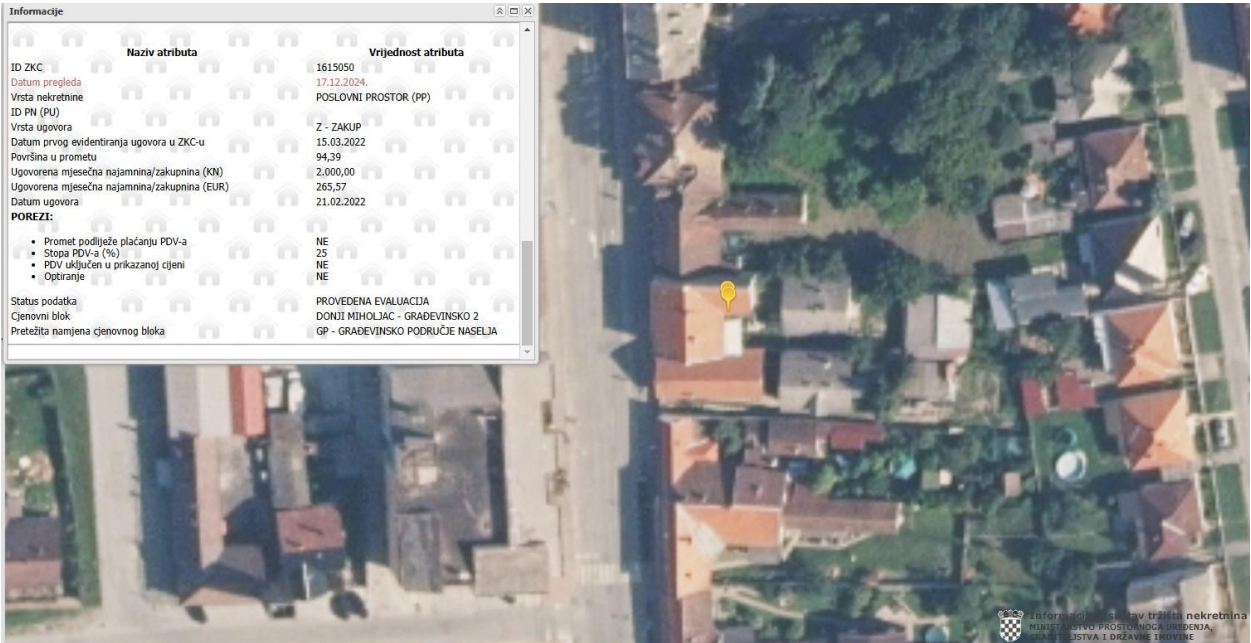 Informacije
Naziv atributa Vrijednost atributa
ID ZKC 1615050
Datum pregleda 17.12.2024.
Vrsta nekretnine POSLOVNI PROSTOR (PP)
ID PN (PU)
Vrsta ugovora Z - ZAKUP
Datum prvog evidentiranja ugovora u ZKC-u 15.03.2022
Površina u prometu 94,39
Ugovorena mjesečna najamnina/zakupnina (KN) 2,000,00
Ugovorena mjesečna najamnina/zakupnina (EUR) 265,57
Datum ugovora 21.02.2022
POREZI:
• Promet podliježe plaćanju PDV-a NE
• Stopa PDV-a (%) 25
• PDV uključen u prikazanoj cijeni NE
• Optiranje NE
Status podatka PROVEDENA EVALUACIJA
Cjenovni blok DONJI MIHOLJAC - GRAĐEVINSKO 2
Pretežita namjena cjenovnog bloka GP - GRAĐEVINSKO PODRUČJE NASELJA
Informacijski sustav tržišta nekretnina
MINISTARSTVO PROSTORNOGA UREĐENJA,
GRADITELJSTVA I DRŽAVNE IMOVINE